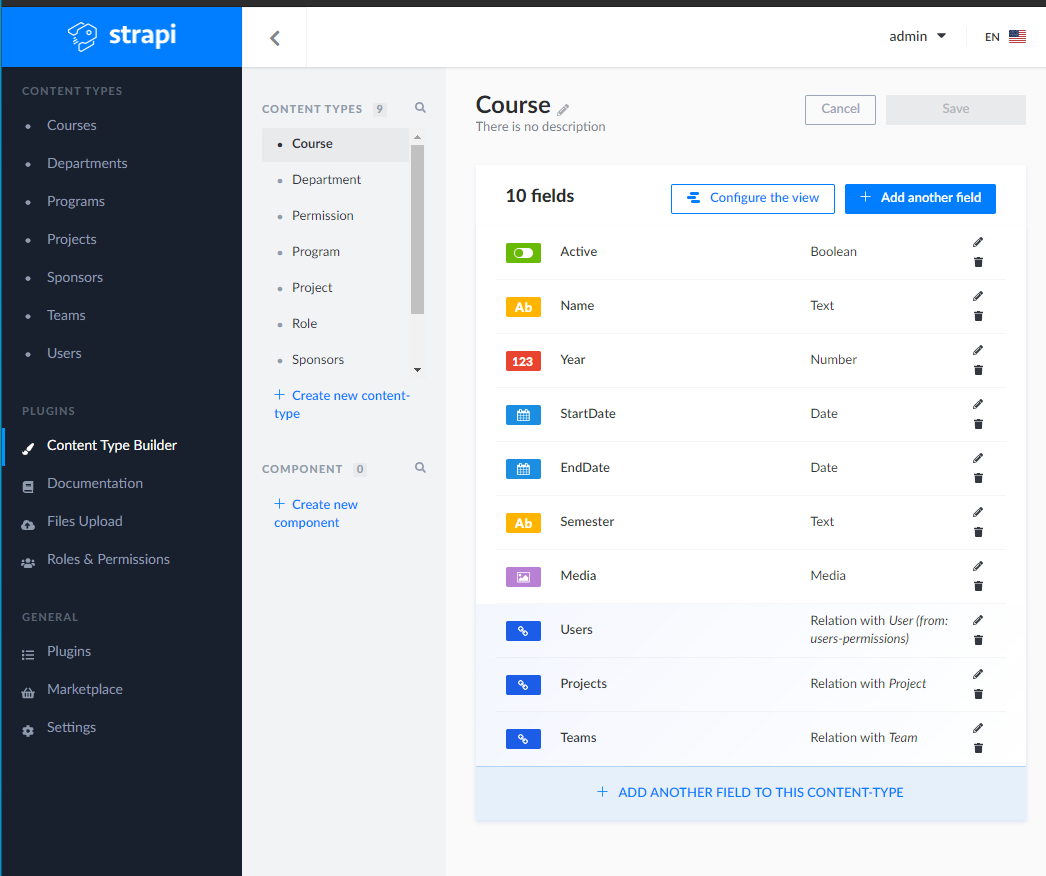 strapi
admin
EN
CONTENT TYPES
Courses
Departments
Programs
Projects
Sponsors
Teams
Users
PLUGINS
Content Type Builder
Documentation
Files Upload
Roles & Permissions
GENERAL
Plugins
Marketplace
Settings
CONTENT TYPES 9
Course
Department
Permission
Program
Project
Role
Sponsors
+ Create new content-
type
COMPONENT 0
+ Create new
component
Course
There is no description
Cancel
Save
10 fields
Configure the view
+ Add another field
Active Boolean
Ab Name Text
123 Year Number
StartDate Date
EndDate Date
Ab Semester Text
Media Media
Users Relation with User (from:
users-permissions)
Projects Relation with Project
Teams Relation with Team
+ ADD ANOTHER FIELD TO THIS CONTENT-TYPE